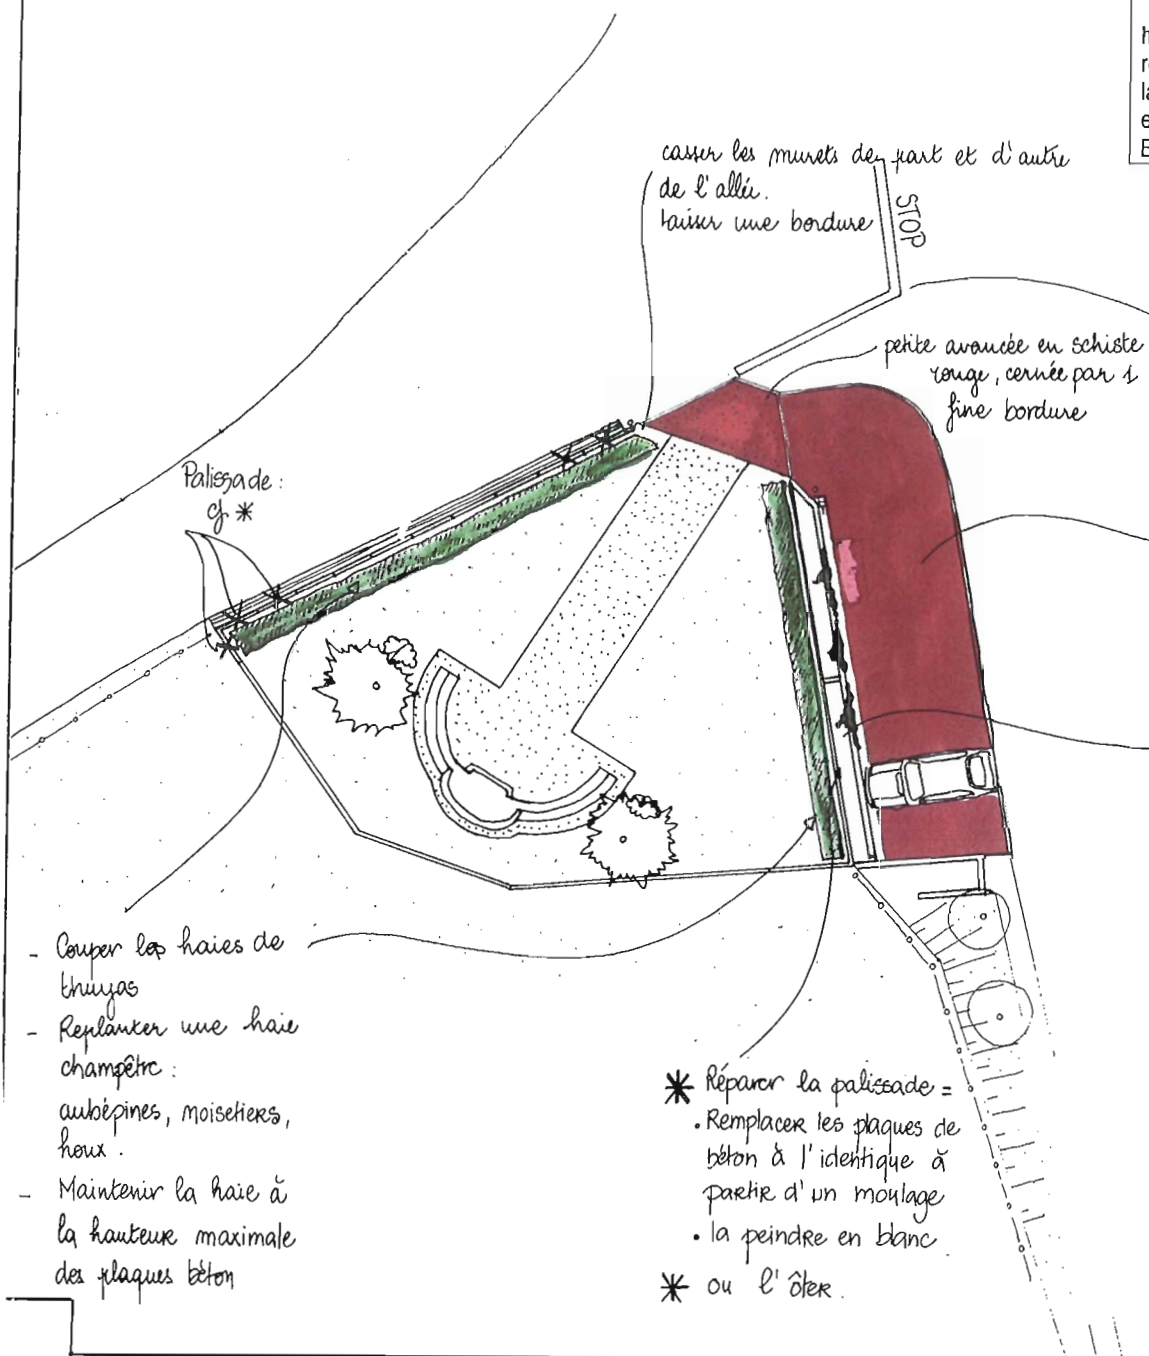 casser les murets de part et d'autre
de l'allée.
laisser une bordure
STOP
petite avancée en schiste
rouge, cernée par 1
fine bordure
Palissade :
cf *
- Couper les haies de
thuyas
- Replanter une haie
champêtre :
aubépines, noisetiers,
houx.
- Maintenir la haie à
la hauteur maximale
des plaques béton
* Réparer la palissade =
. Remplacer les plaques de
béton à l'identique à
partir d'un moulage
. la peindre en blanc
* ou l'ôter.